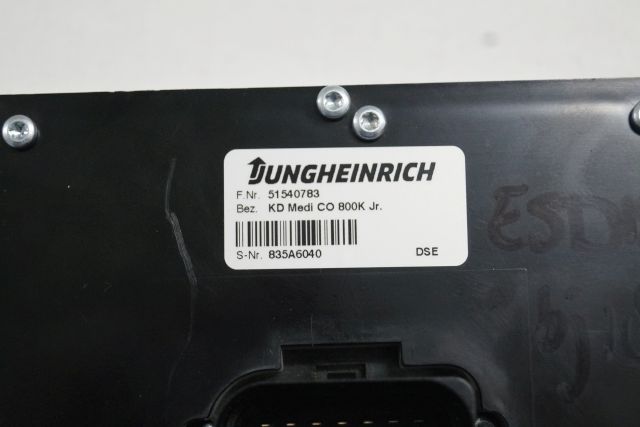 JUNGHEINRICH
F.Nr. 51540783
Bez. KD Medi CO 800K Jr.
S-Nr. 835A6040 DSE